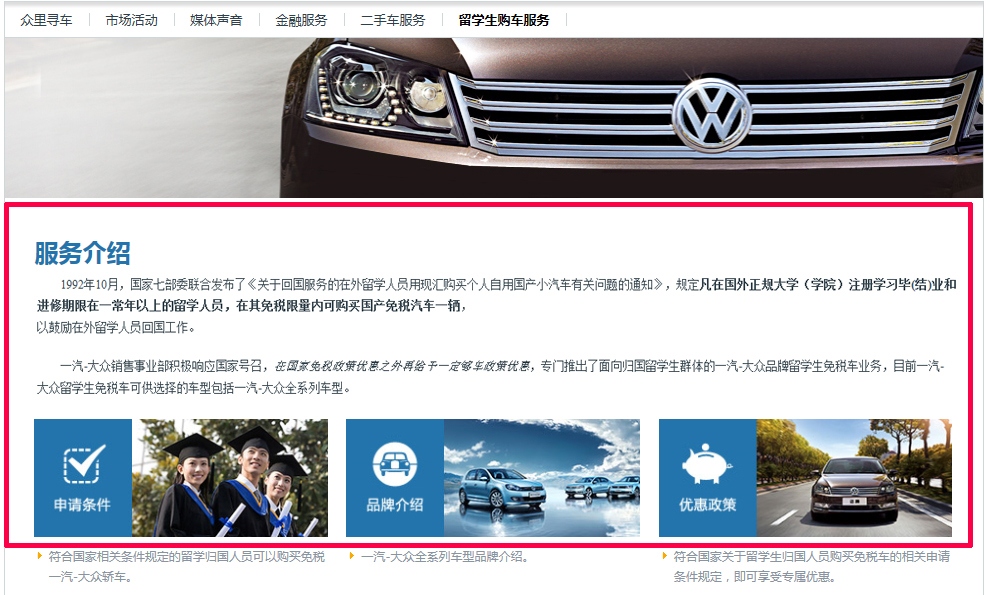 众里寻车 市场活动 媒体声音 金融服务 二手车服务 留学生购车服务
服务介绍
1992年10月，国家七部委联合发布了《关于回国服务的在外留学人员用现汇购买个人自用国产小汽车有关问题的通知》，规定凡在国外正规大学（学院）注册学习毕(结)业和
进修期限在一常年以上的留学人员，在其免税限量内可购买国产免税汽车一辆，
以鼓励在外留学人员回国工作。
一汽-大众销售事业部积极响应国家号召，在国家免税政策优惠之外再给予一定够车政策优惠，专门推出了面向归国留学生群体的一汽-大众品牌留学生免税车业务，目前一汽-
大众留学生免税车可供选择的车型包括一汽-大众全系列车型。
申请条件 品牌介绍 优惠政策
符合国家相关条件规定的留学归国人员可以购买免税
一汽-大众轿车。
一汽-大众全系列车型品牌介绍。
符合国家关于留学生归国人员购买免税车的相关申请
条件规定，即可享受专属优惠。